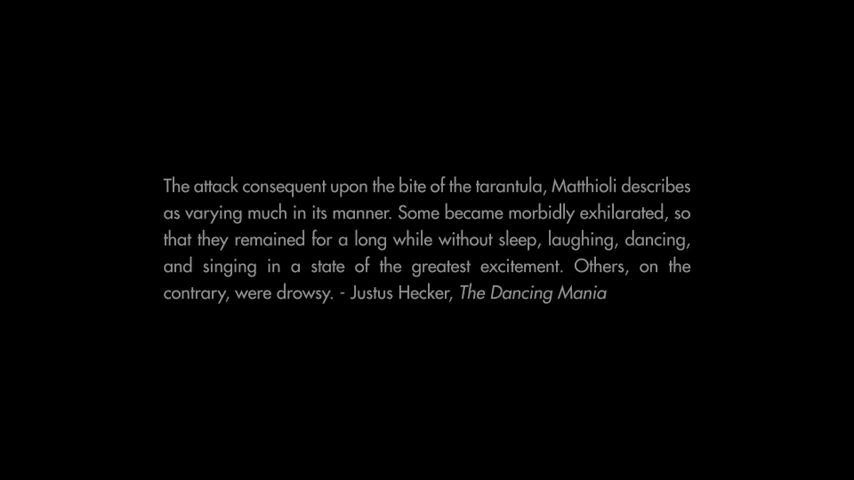 The attack consequent upon the bite of the tarantula, Matthioli describes
as varying much in its manner. Some became morbidly exhilarated, so
that they remained for a long while without sleep, laughing, dancing,
and singing in a state of the greatest excitement. Others, on the
contrary, were drowsy. - Justus Hecker, The Dancing Mania